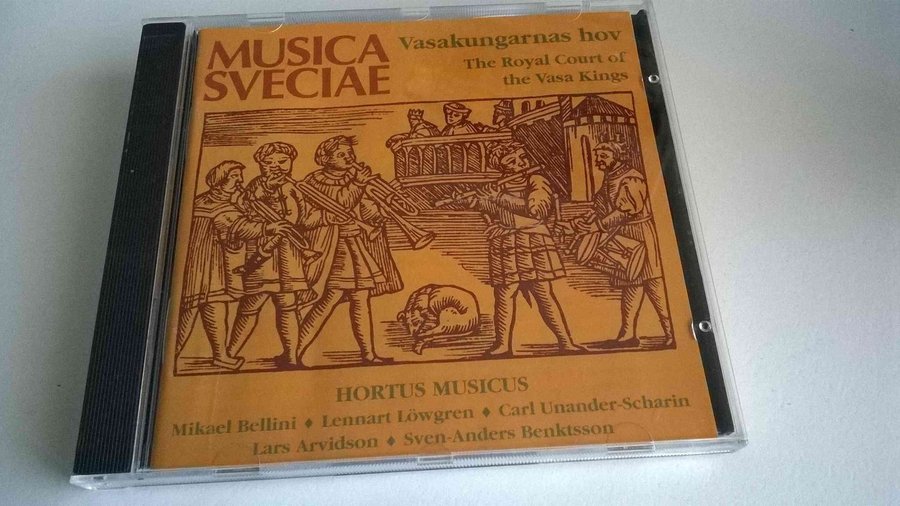 MUSICA
SVECIAE
Vasakungarnas hov
The Royal Court of
the Vasa Kings
HORTUS MUSICUS
Mikael Bellini ♦ Lennart Löwgren ♦ Carl Unander-Scharin
Lars Arvidson ♦ Sven-Anders Benktsson